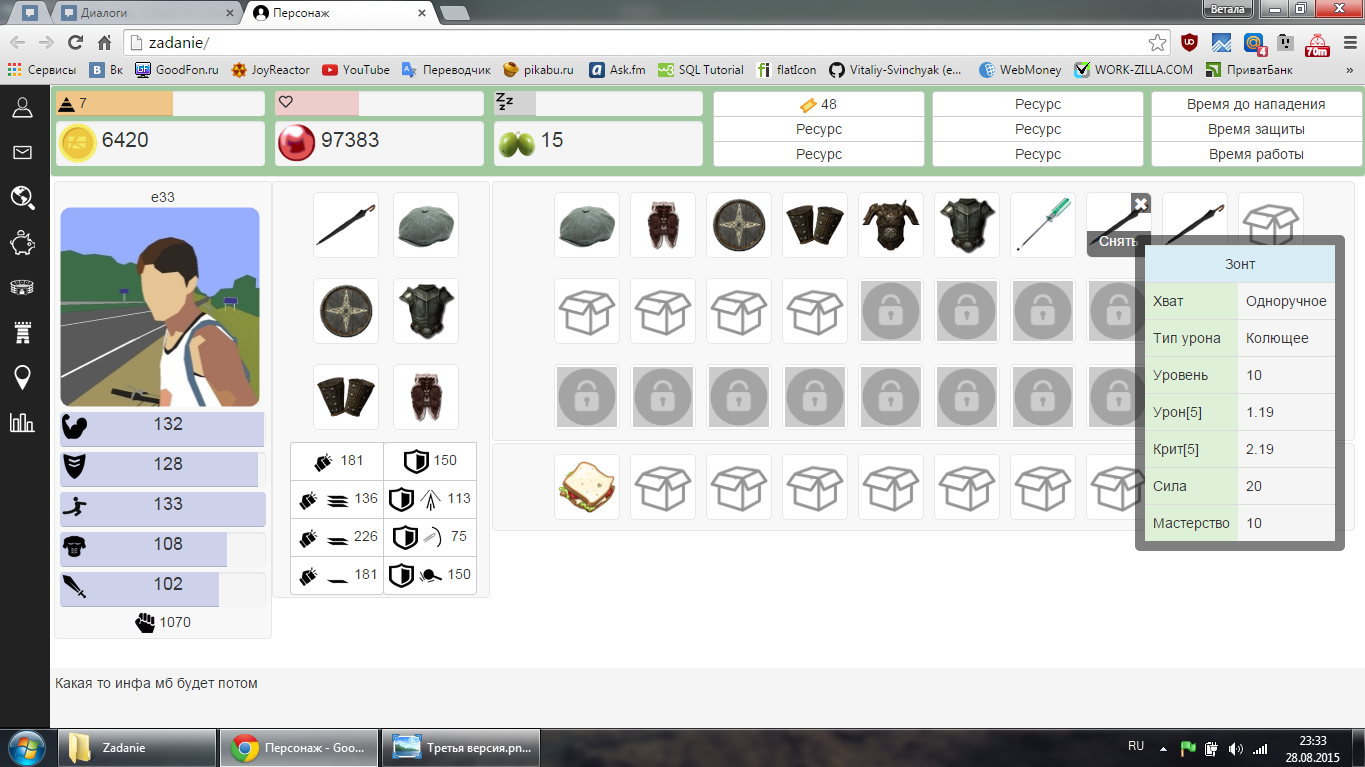 Диалоги
Персонаж
Ветала
zadanie/
4
70m
Сервисы
Вк
GoodFon.ru
JoyReactor
YouTube
Переводчик
pikabu.ru
Ask.fm
SQL Tutorial
flatIcon
Vitaliy-Svinchyak (e...
WebMoney
WORK-ZILLA.COM
ПриватБанк
»
7
6420
97383
Zzz
15
48
Ресурс
Ресурс
Ресурс
Ресурс
Ресурс
Время до нападения
Время защиты
Время работы
e33
132
128
133
108
102
1070
181
150
136
113
226
75
181
150
Снять
Зонт
Хват Одноручное
Тип урона Колющее
Уровень 10
Урон[5] 1.19
Крит[5] 2.19
Сила 20
Мастерство 10
Какая то инфа мб будет потом
Zadanie
Персонаж - Goo...
Третья версия.pn...
RU
23:33
28.08.2015